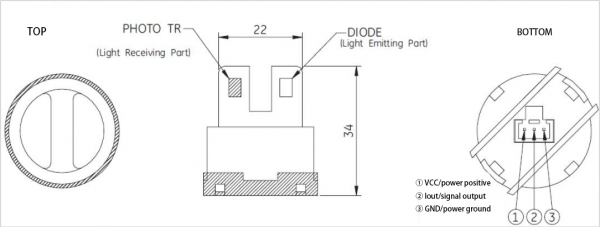 TOP
PHOTO TR
(Light Receiving Part)
22
DIODE
(Light Emitting Part)
34
BOTTOM
① VCC/power positive
② Iout/signal output
③ GND/power ground
① ② ③